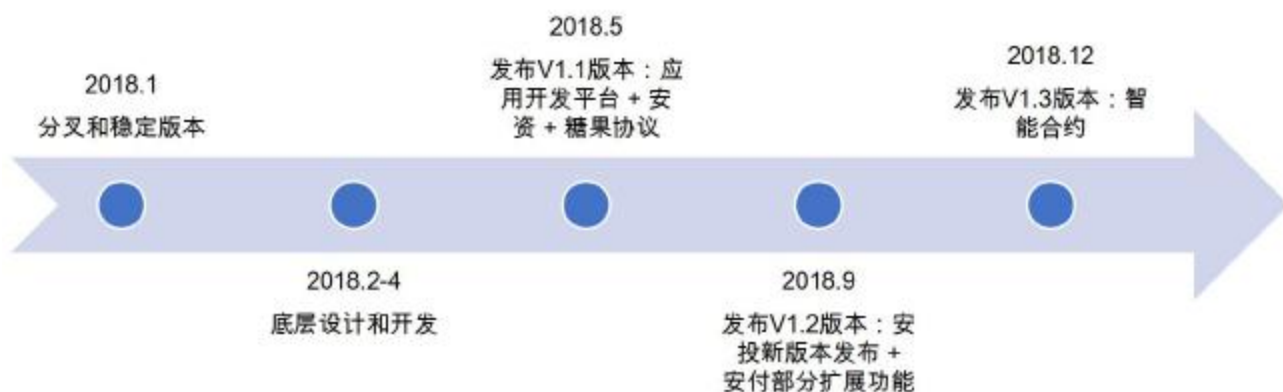 2018.1
分叉和稳定版本
2018.2-4
底层设计和开发
2018.5
发布V1.1版本：应
用开发平台 + 安
资 + 糖果协议
2018.9
发布V1.2版本：安
投新版本发布 +
安付部分扩展功能
2018.12
发布V1.3版本：智
能合约